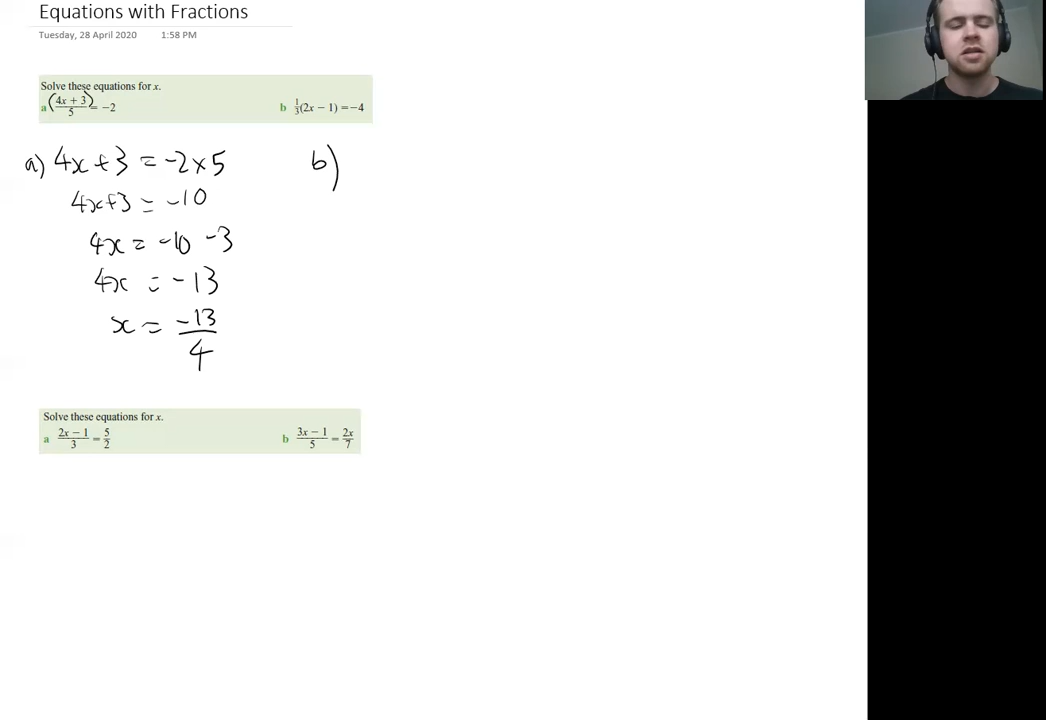 Equations with Fractions
Tuesday, 28 April 2020 1:58 PM
Solve these equations for x.
a (4x + 3)/5 = -2 b 1/3(2x − 1) = −4
a) 4x + 3 = -2 x 5 b)
4x+3 = -10
4x = -10 -3
4x = -13
x = -13/4
Solve these equations for x.
a 2x − 1/3 = 5/2 b 3x − 1/5 = 2x/7